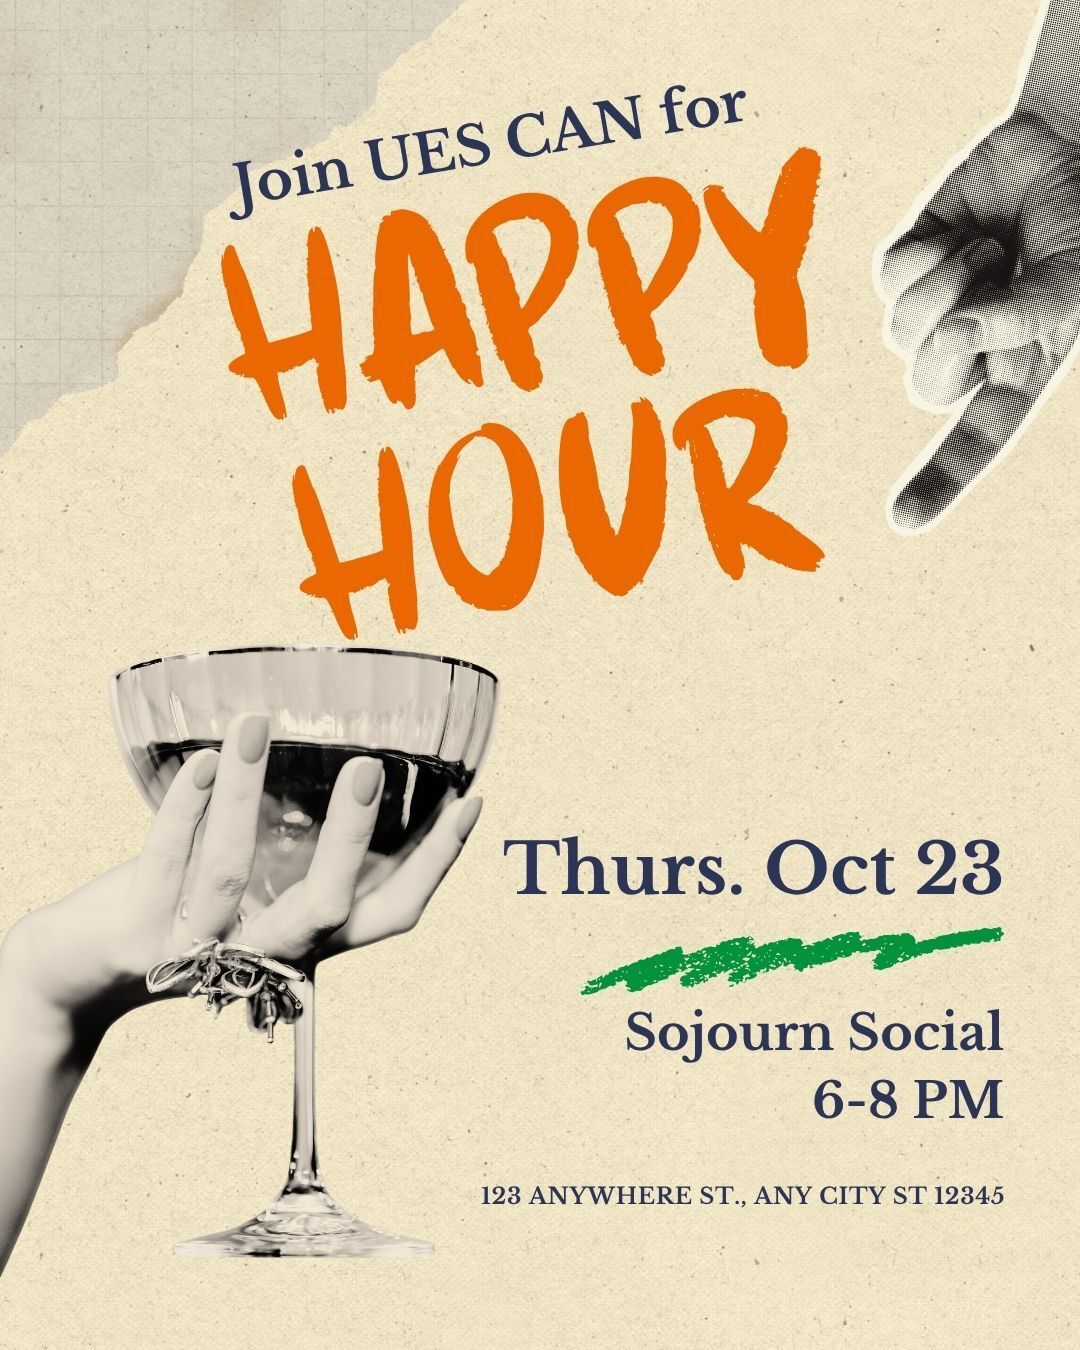 Join UES CAN for
HAPPY
HOUR
Thurs. Oct 23
Sojourn Social
6-8 PM
123 ANYWHERE ST., ANY CITY ST 12345